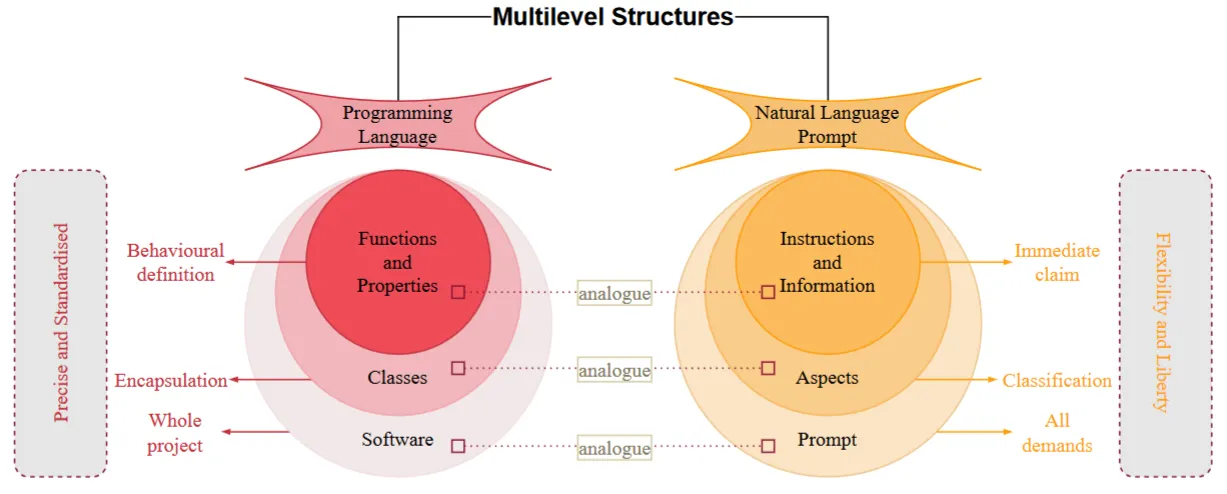 Multilevel Structures
Programming
Language
Natural Language
Prompt
Precise and Standardised
Behavioural
definition
Encapsulation
Whole
project
Functions
and
Properties
Classes
Software
analogue
analogue
analogue
Instructions
and
Information
Aspects
Prompt
Immediate
claim
Classification
All
demands
Flexibility and Liberty